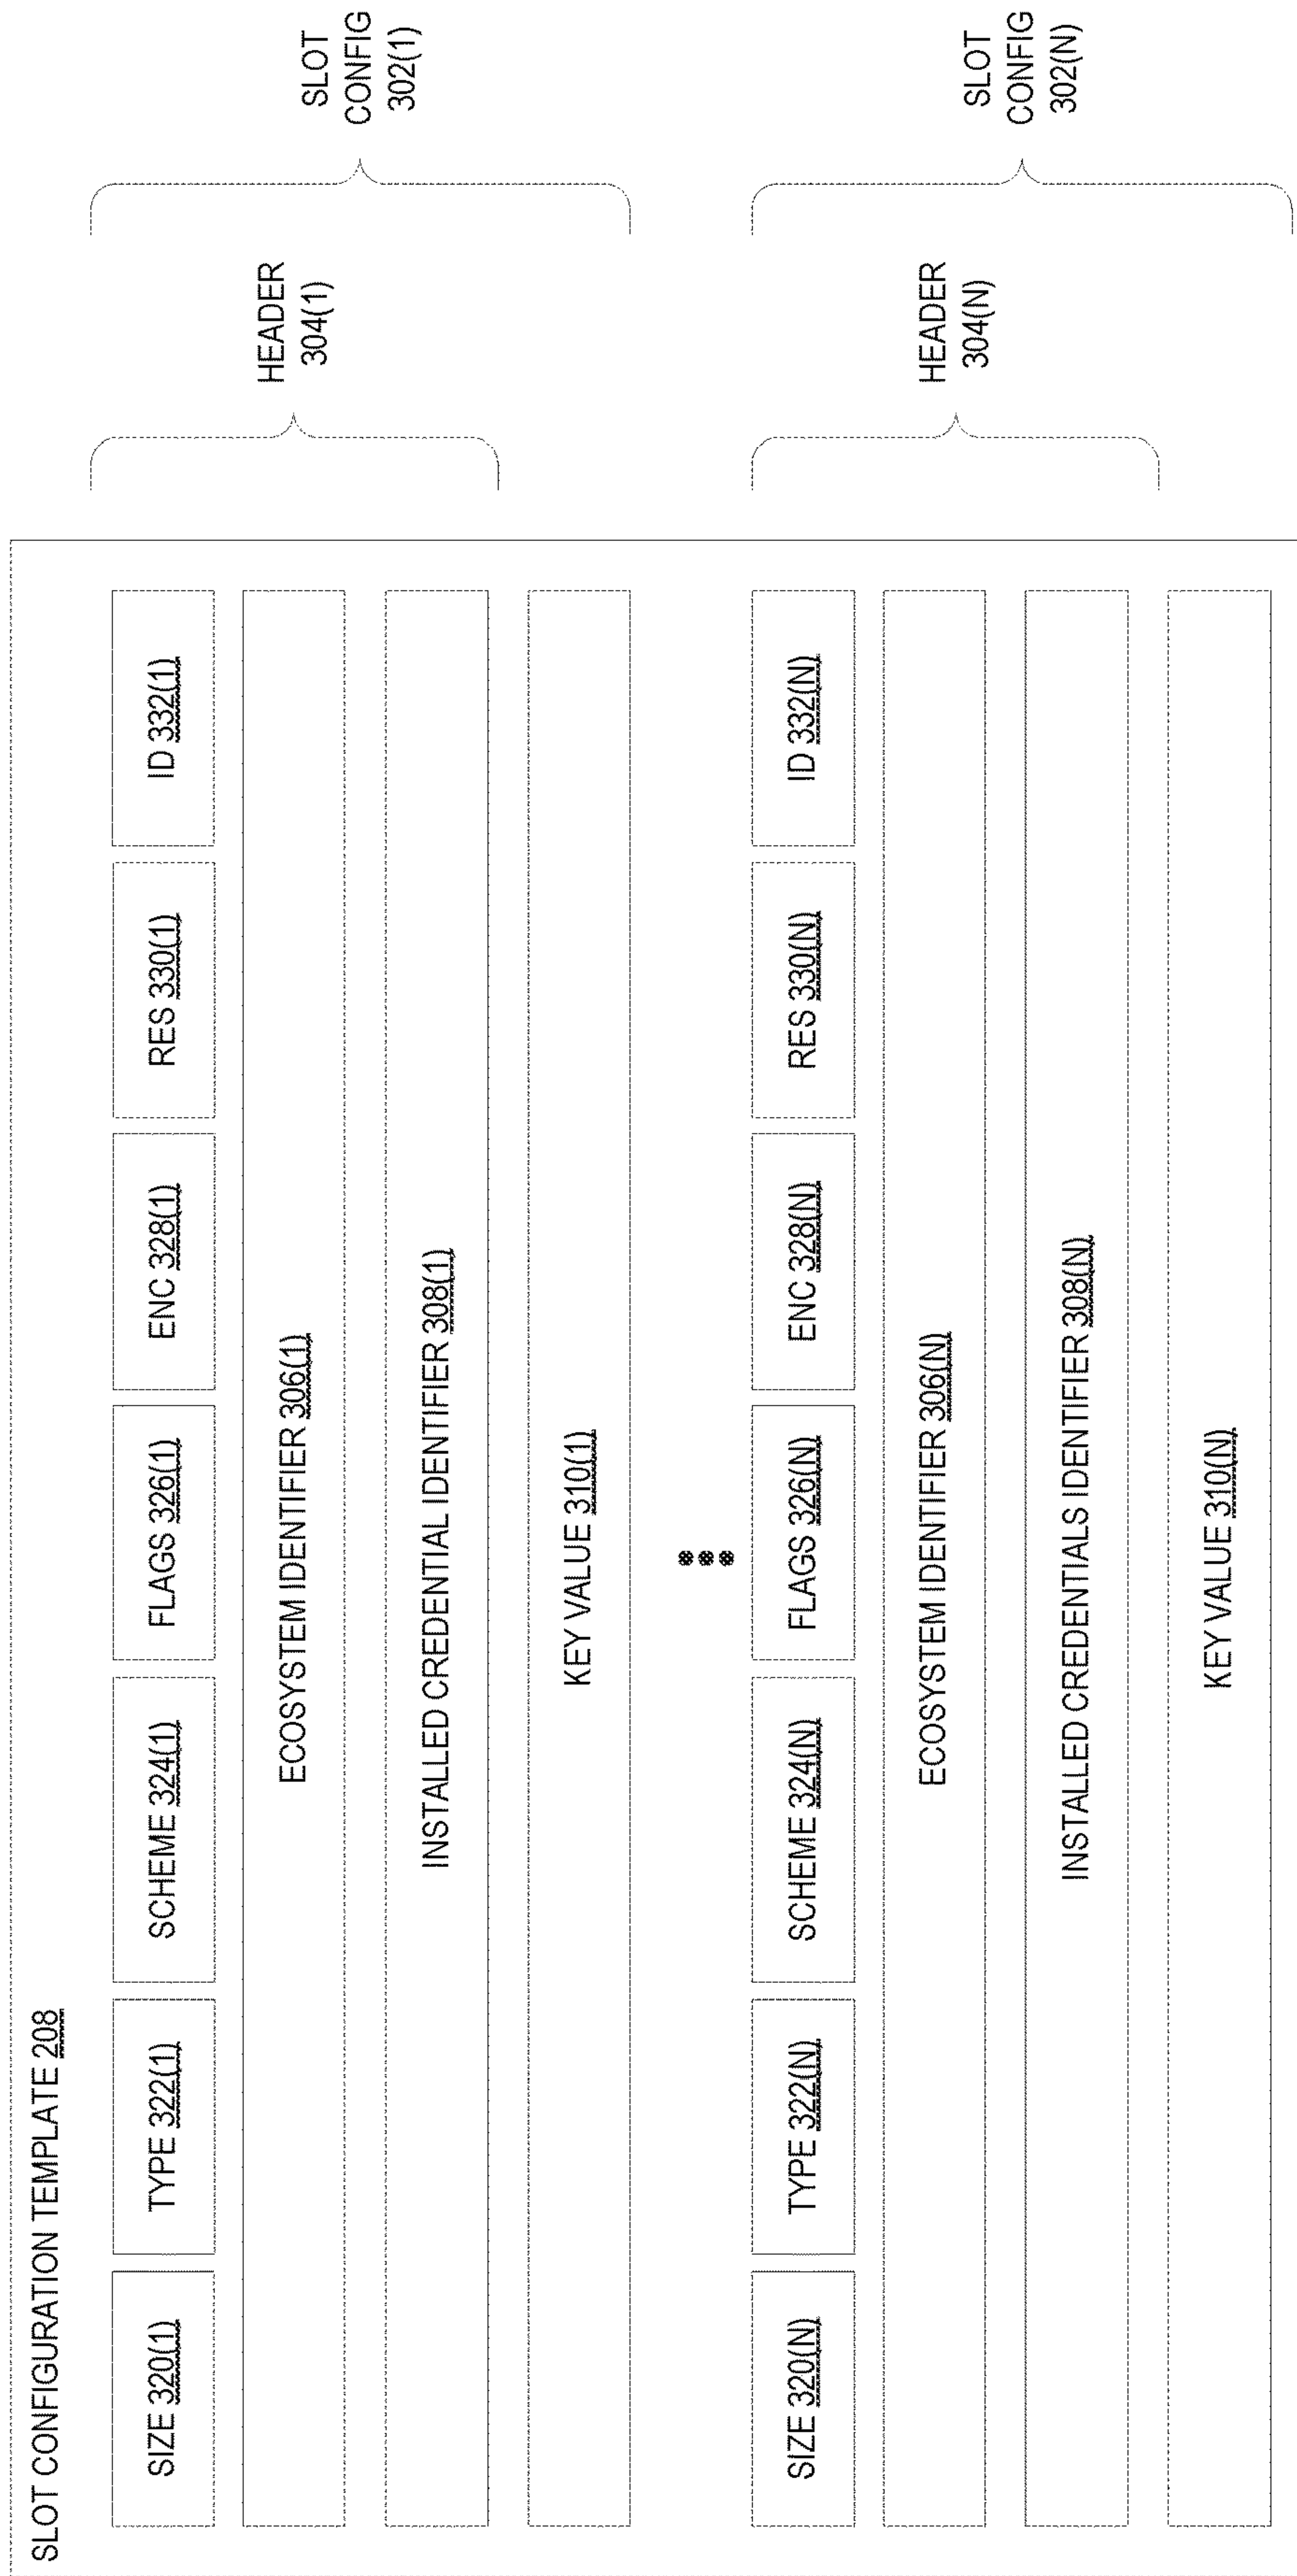 SLOT CONFIGURATION TEMPLATE 208
SIZE 320(1)
TYPE 322(1)
SCHEME 324(1)
FLAGS 326(1)
ENC 328(1)
RES 330(1)
ID 332(1)
ECOSYSTEM IDENTIFIER 306(1)
INSTALLED CREDENTIAL IDENTIFIER 308(1)
KEY VALUE 310(1)
HEADER
304(1)
SLOT
CONFIG
302(1)
SIZE 320(N)
TYPE 322(N)
SCHEME 324(N)
FLAGS 326(N)
ENC 328(N)
RES 330(N)
ID 332(N)
ECOSYSTEM IDENTIFIER 306(N)
INSTALLED CREDENTIALS IDENTIFIER 308(N)
KEY VALUE 310(N)
HEADER
304(N)
SLOT
CONFIG
302(N)